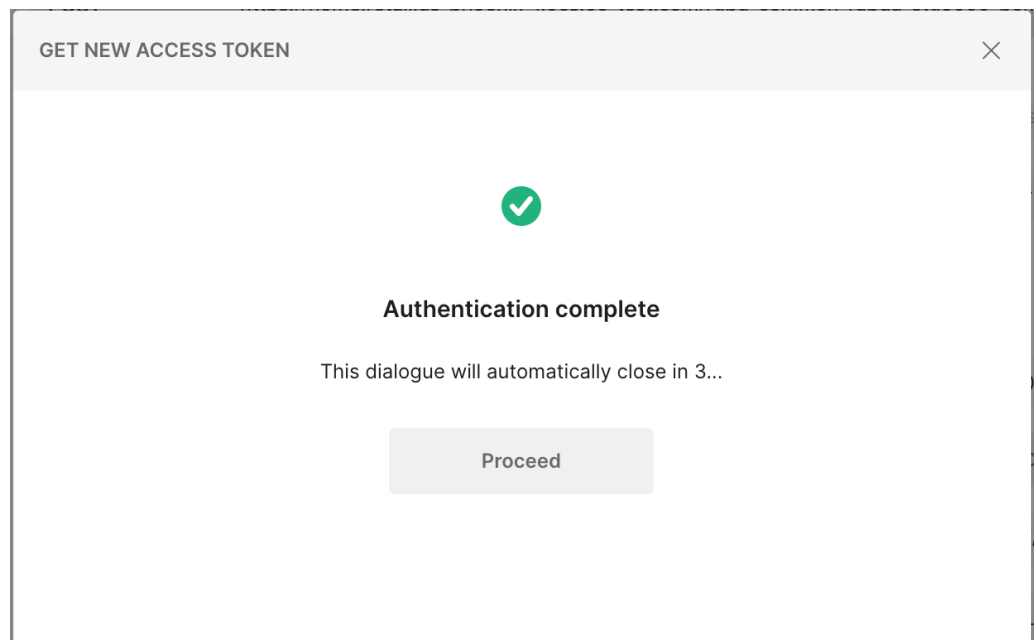 GET NEW ACCESS TOKEN
Authentication complete
This dialogue will automatically close in 3...
Proceed